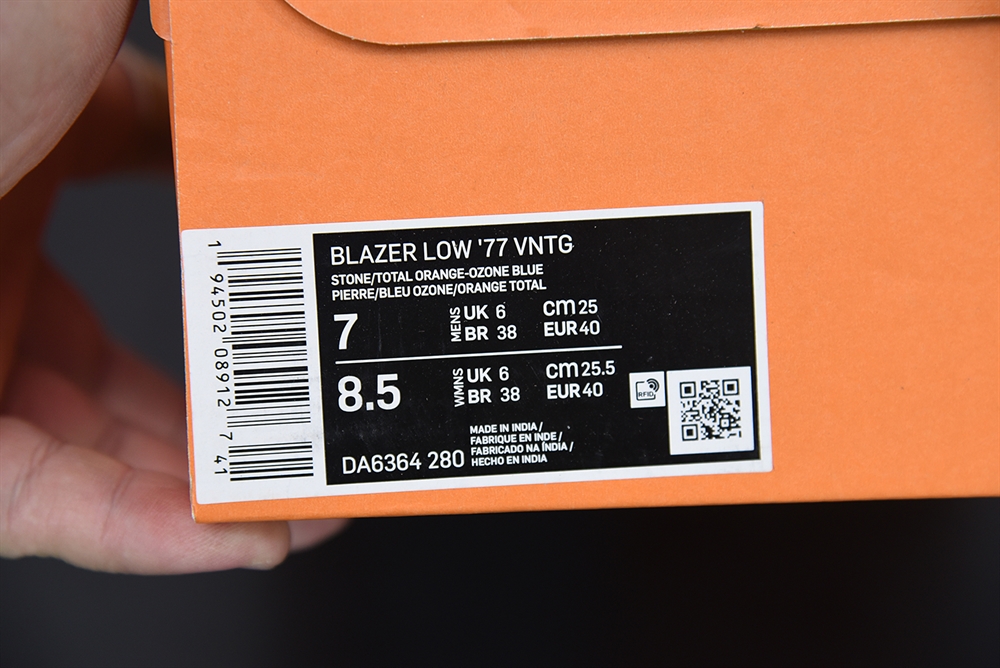 BLAZER LOW '77 VNTG
STONE/TOTAL ORANGE-OZONE BLUE
PIERRE/BLEU OZONE/ORANGE TOTAL
7 MENS UK 6 cm 25
BR 38 EUR 40
8.5 WMNS UK 6 cm 25.5
BR 38 EUR 40
RFID
MADE IN INDIA /
FABRIQUE EN INDE /
FABRICADO NA ÍNDIA /
HECHO EN INDIA
DA6364 280
1 94502 08912 7 41